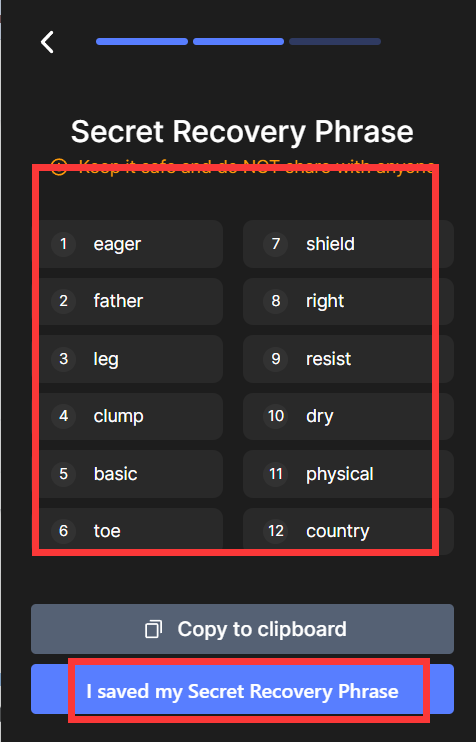 Secret Recovery Phrase
Keep it safe and do NOT share with anyone
1 eager
7 shield
2 father
8 right
3 leg
9 resist
4 clump
10 dry
5 basic
11 physical
6 toe
12 country
Copy to clipboard
I saved my Secret Recovery Phrase